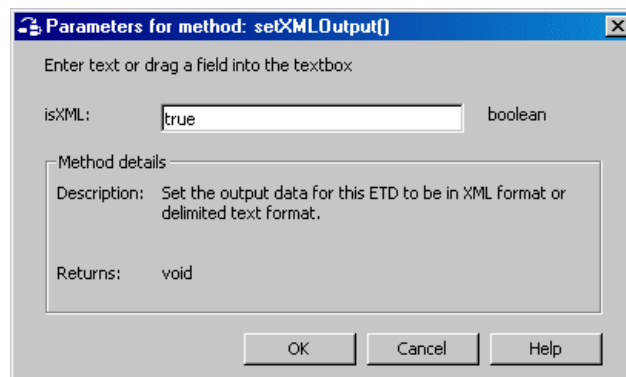 Parameters for method: setXMLOutput()
Enter text or drag a field into the textbox
isXML: true boolean
Method details
Description: Set the output data for this ETD to be in XML format or
delimited text format.
Returns: void
OK Cancel Help